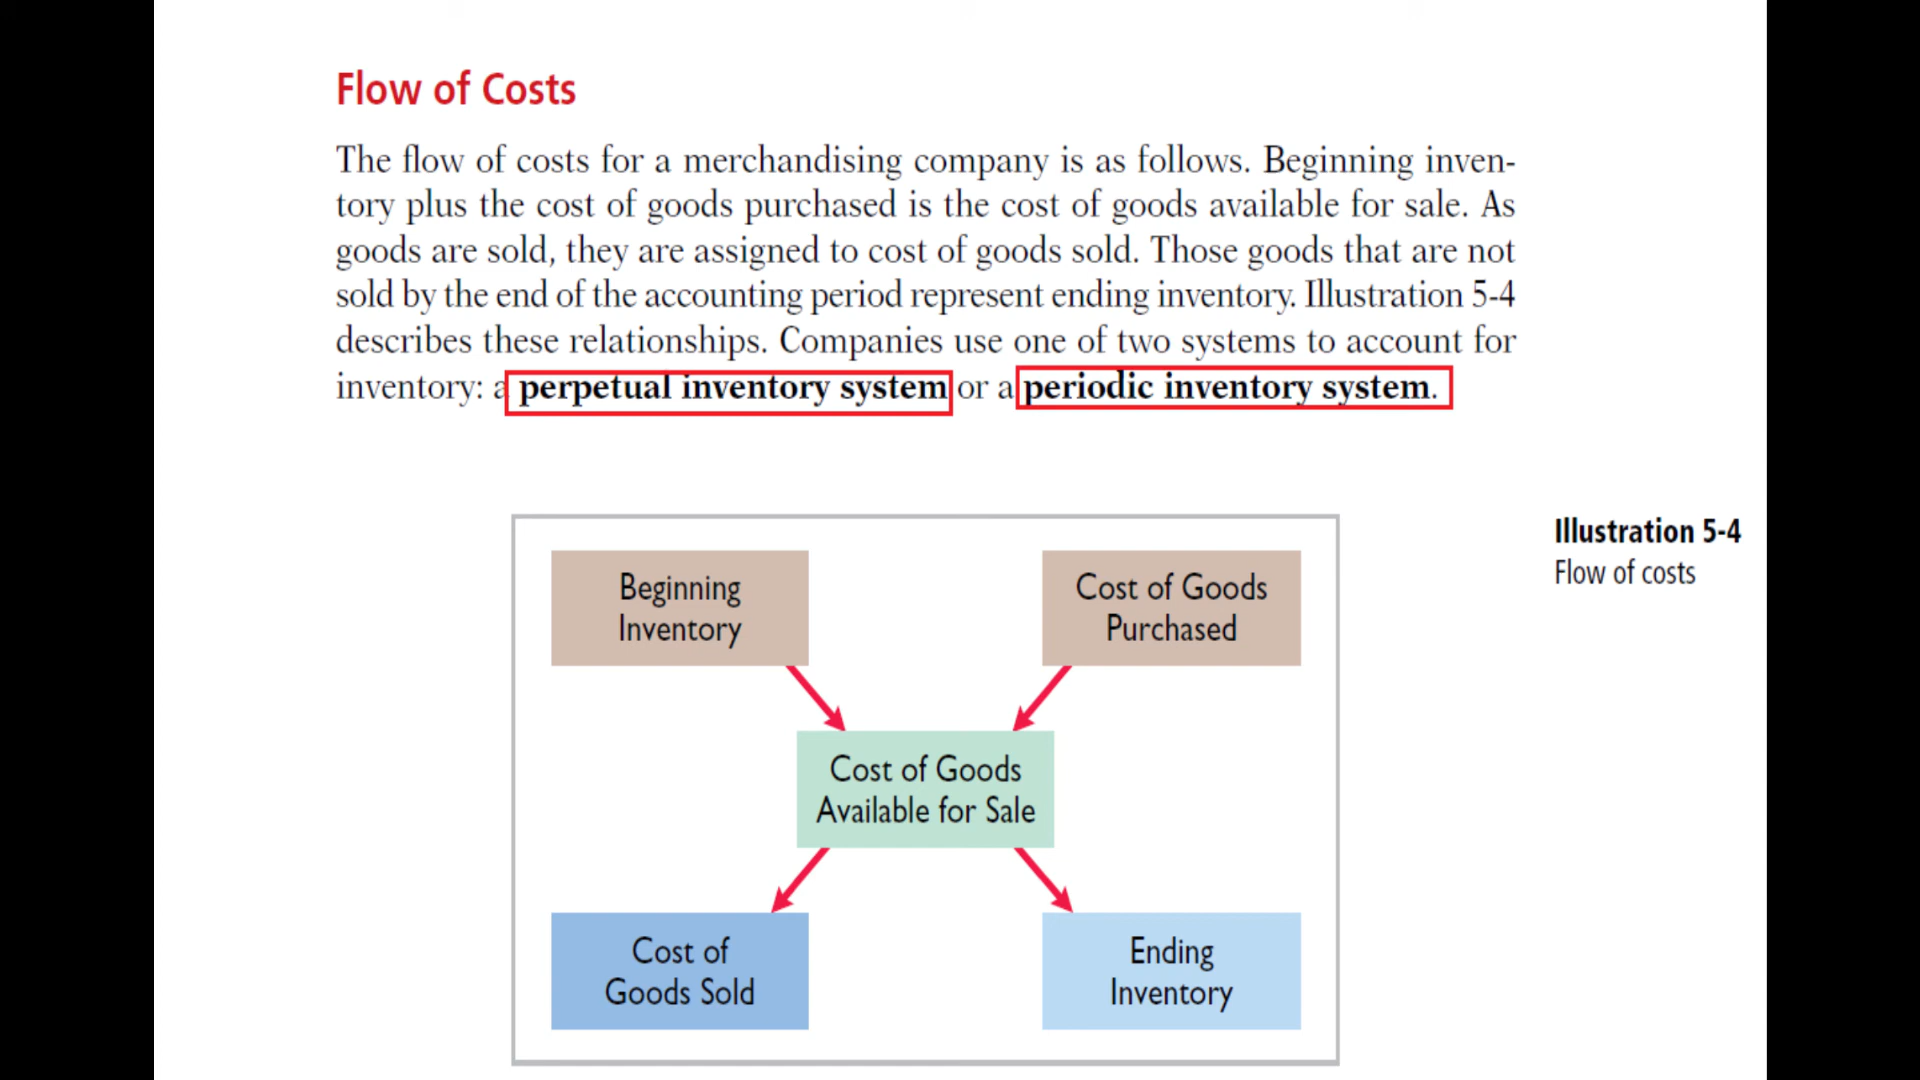 Flow of Costs
The flow of costs for a merchandising company is as follows. Beginning inven-
tory plus the cost of goods purchased is the cost of goods available for sale. As
goods are sold, they are assigned to cost of goods sold. Those goods that are not
sold by the end of the accounting period represent ending inventory. Illustration 5-4
describes these relationships. Companies use one of two systems to account for
inventory: a perpetual inventory system or a periodic inventory system.
Illustration 5-4
Flow of costs
Beginning
Inventory
Cost of Goods
Purchased
Cost of Goods
Available for Sale
Cost of
Goods Sold
Ending
Inventory